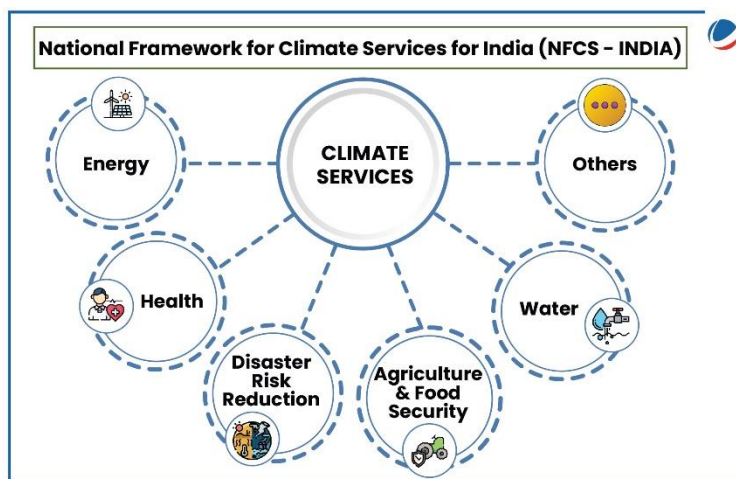 National Framework for Climate Services for India (NFCS - INDIA)
CLIMATE
SERVICES
Energy
Others
Health
Water
Disaster
Risk
Reduction
Agriculture
& Food
Security